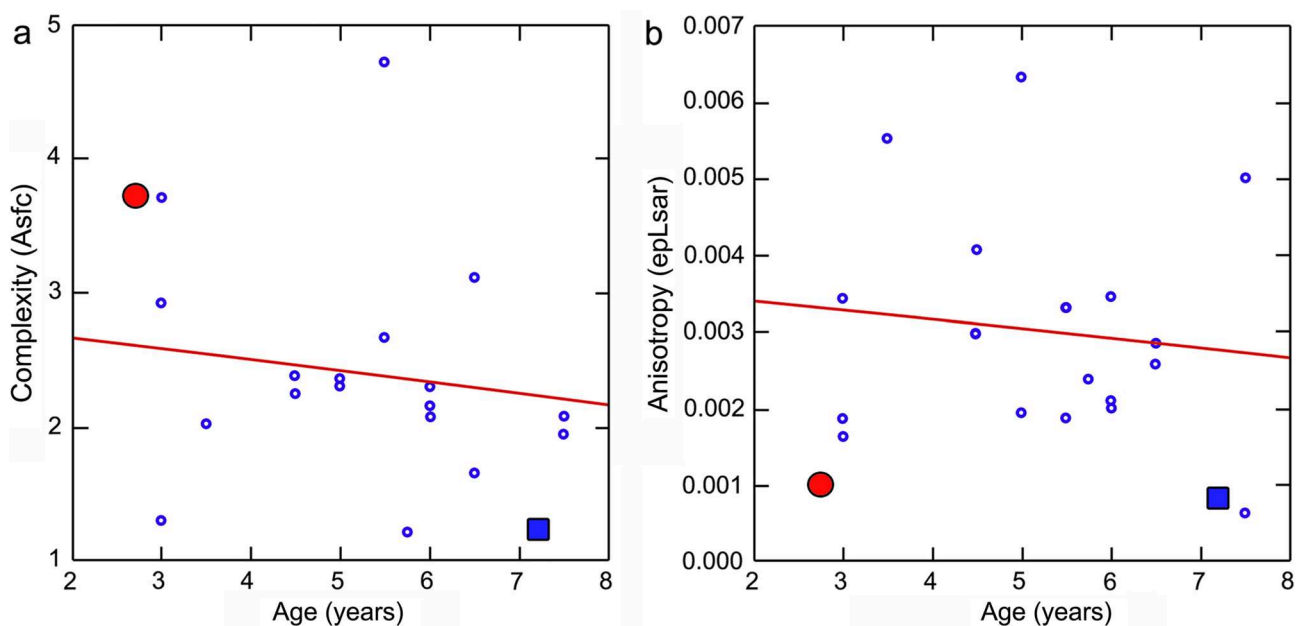 a
5
4
3
2
1
Complexity (Asfc)
2 3 4 5 6 7 8
Age (years)
b
0.007
0.006
0.005
0.004
0.003
0.002
0.001
0.000
Anisotropy (epLsar)
2 3 4 5 6 7 8
Age (years)